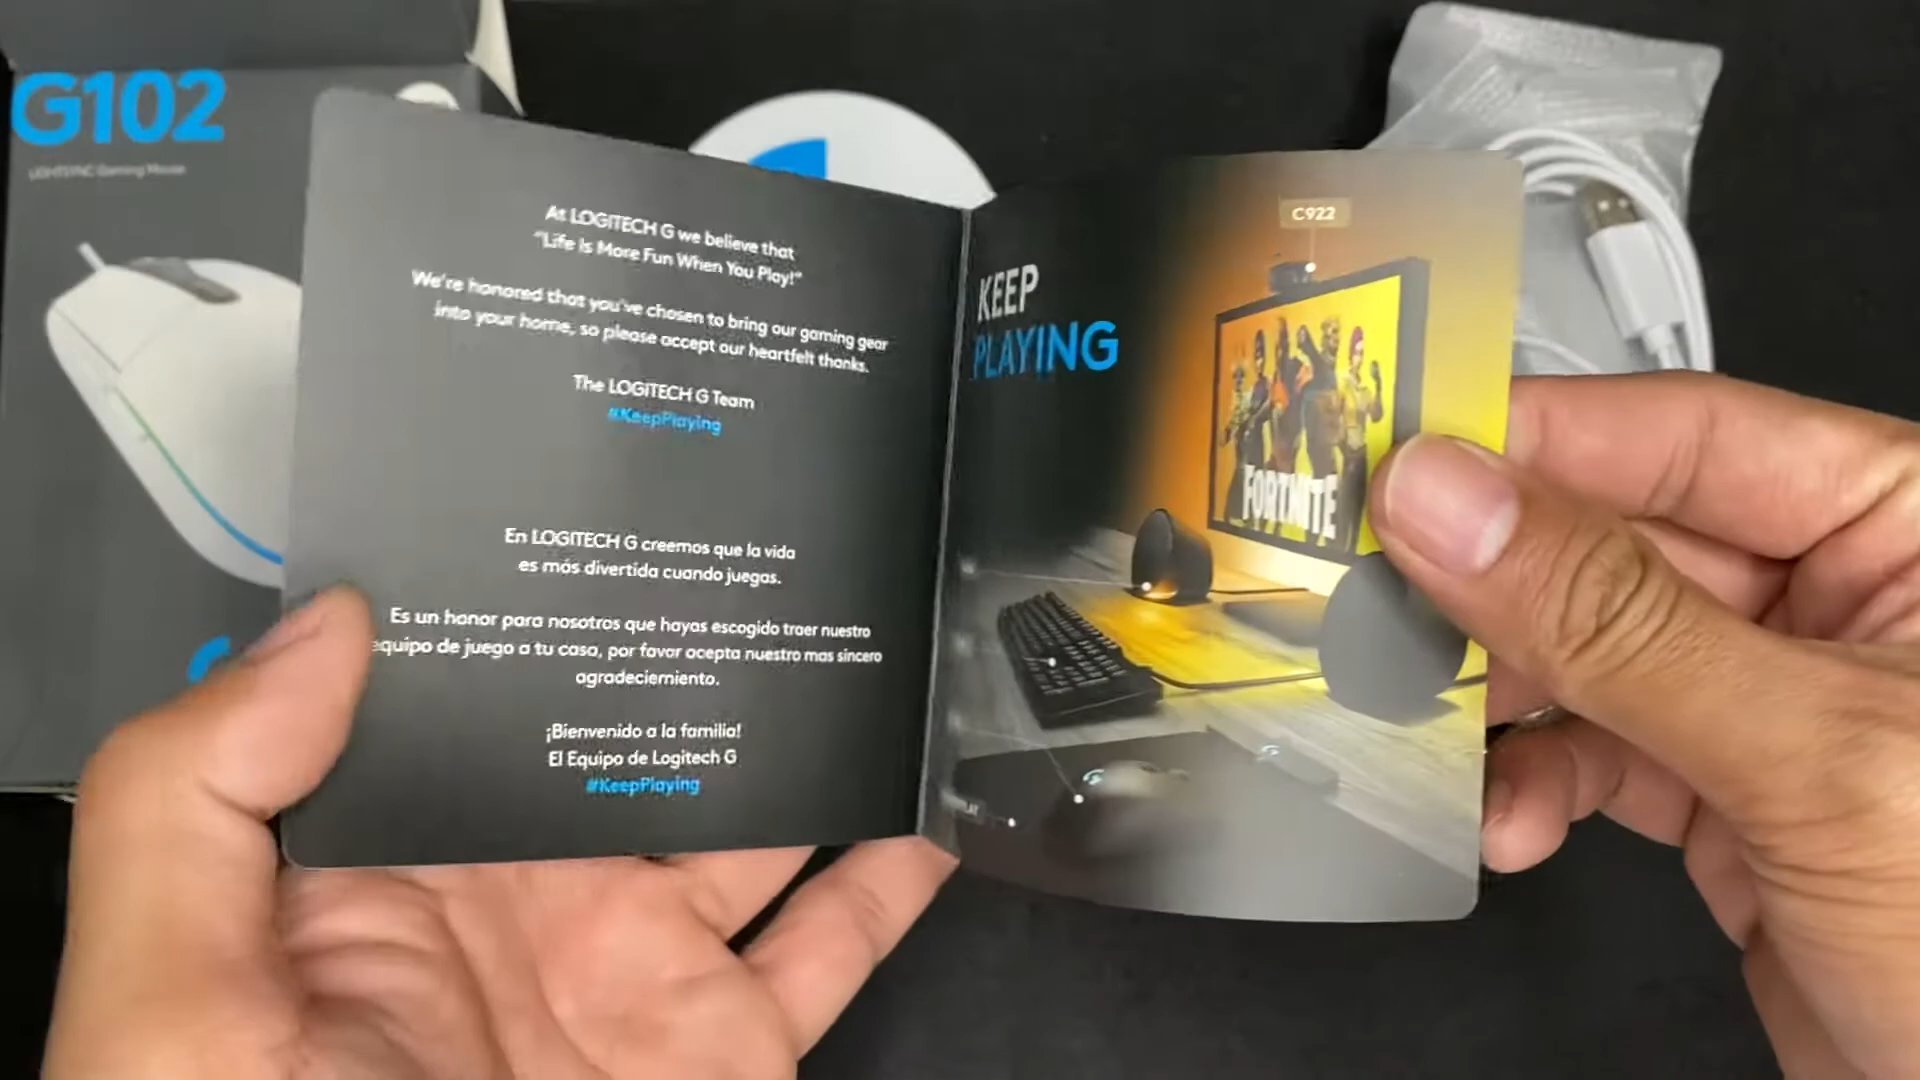 G102
LIGHTSYNC Gaming Mouse
At LOGITECH G we believe that
"Life Is More Fun When You Play!"
We're honored that you've chosen to bring our gaming gear
into your home, so please accept our heartfelt thanks.
The LOGITECH G Team
#KeepPlaying
En LOGITECH G creemos que la vida
es más divertida cuando juegas.
Es un honor para nosotros que hayas escogido traer nuestro
equipo de juego a tu casa, por favor acepta nuestro mas sincero
agradeciemiento.
¡Bienvenido a la familia!
El Equipo de Logitech G
#KeepPlaying
KEEP
PLAYING
C922
FORTNITE